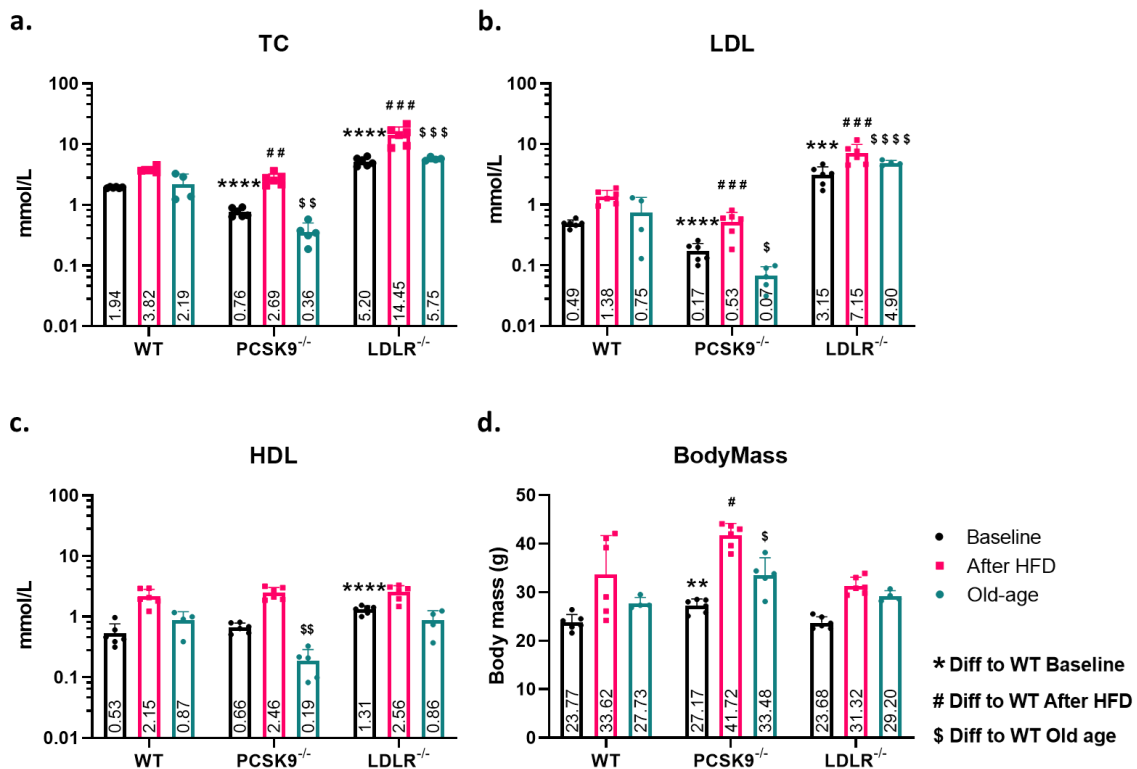 a.
TC
mmol/L
100
10
1
0.1
0.01
1.94
3.82
2.19
****
0.76
##
2.69
$$
0.36
****
5.20
###
14.45
$$$
5.75
WT
PCSK9-/-
LDLR-/-
b.
LDL
mmol/L
100
10
1
0.1
0.01
0.49
1.38
0.75
****
0.17
###
0.53
$
0.07
***
3.15
###
7.15
$$$$
4.90
WT
PCSK9-/-
LDLR-/-
c.
HDL
mmol/L
100
10
1
0.1
0.01
0.53
2.15
0.87
0.66
2.46
$$
0.19
****
1.31
2.56
0.86
WT
PCSK9-/-
LDLR-/-
d.
BodyMass
Body mass (g)
50
40
30
20
10
0
23.77
33.62
27.73
**
27.17
#
41.72
$
33.48
23.68
31.32
29.20
WT
PCSK9-/-
LDLR-/-
Baseline
After HFD
Old-age
* Diff to WT Baseline
# Diff to WT After HFD
$ Diff to WT Old age